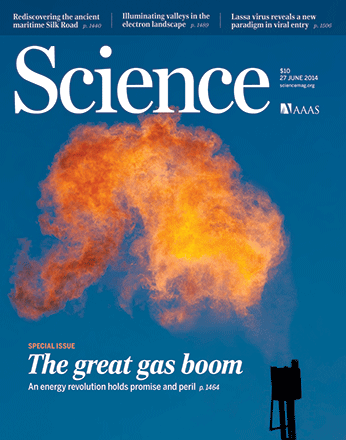 Rediscovering the ancient
maritime Silk Road p. 1440
Illuminating valleys in the
electron landscape p. 1489
Lassa virus reveals a new
paradigm in viral entry p. 1506
Science
$10
27 JUNE 2014
sciencemag.org
AAAS
SPECIAL ISSUE
The great gas boom
An energy revolution holds promise and peril p. 1464